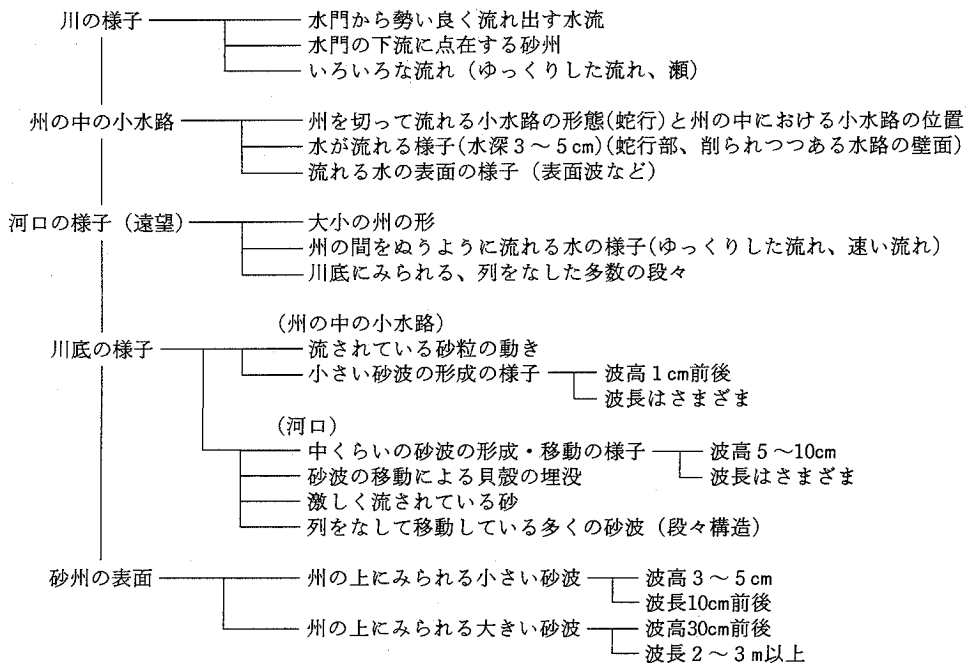 川の様子
水門から勢い良く流れ出す水流
水門の下流に点在する砂州
いろいろな流れ（ゆっくりした流れ、瀬）
州の中の小水路
州を切って流れる小水路の形態(蛇行)と州の中における小水路の位置
水が流れる様子(水深3～5cm)(蛇行部、削られつつある水路の壁面)
流れる水の表面の様子（表面波など）
河口の様子（遠望）
大小の州の形
州の間をぬうように流れる水の様子(ゆっくりした流れ、速い流れ)
川底にみられる、列をなした多数の段々
川底の様子
(州の中の小水路)
流されている砂粒の動き
小さい砂波の形成の様子
波高1cm前後
波長はさまざま
(河口)
中くらいの砂波の形成・移動の様子
波高5～10cm
波長はさまざま
砂波の移動による貝殻の埋没
激しく流されている砂
列をなして移動している多くの砂波（段々構造）
砂州の表面
州の上にみられる小さい砂波
波高3～5cm
波長10cm前後
州の上にみられる大きい砂波
波高30cm前後
波長2～3m以上